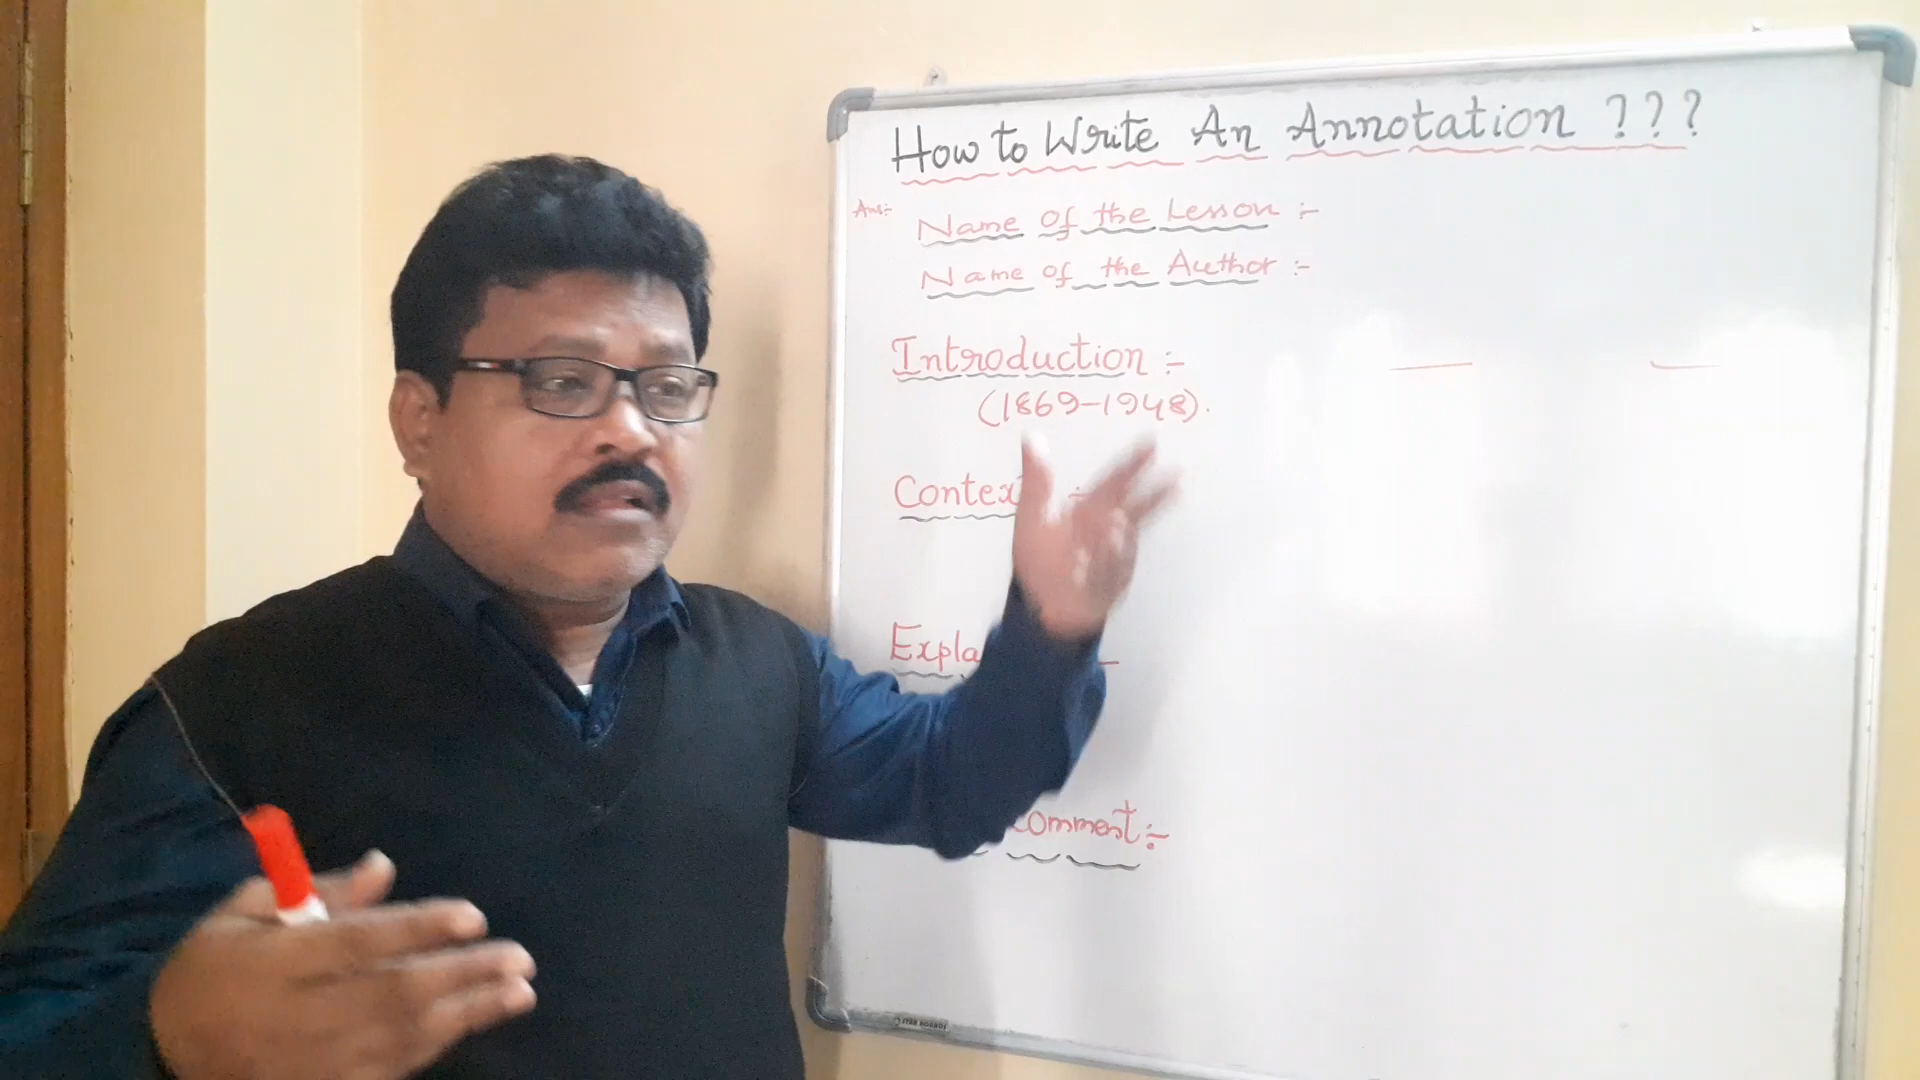 How to Write An Annotation ???
Ans:-
Name of the Lesson :-
Name of the Author :-
Introduction :-
(1869-1948).
Contex :-
Expla
comment:-